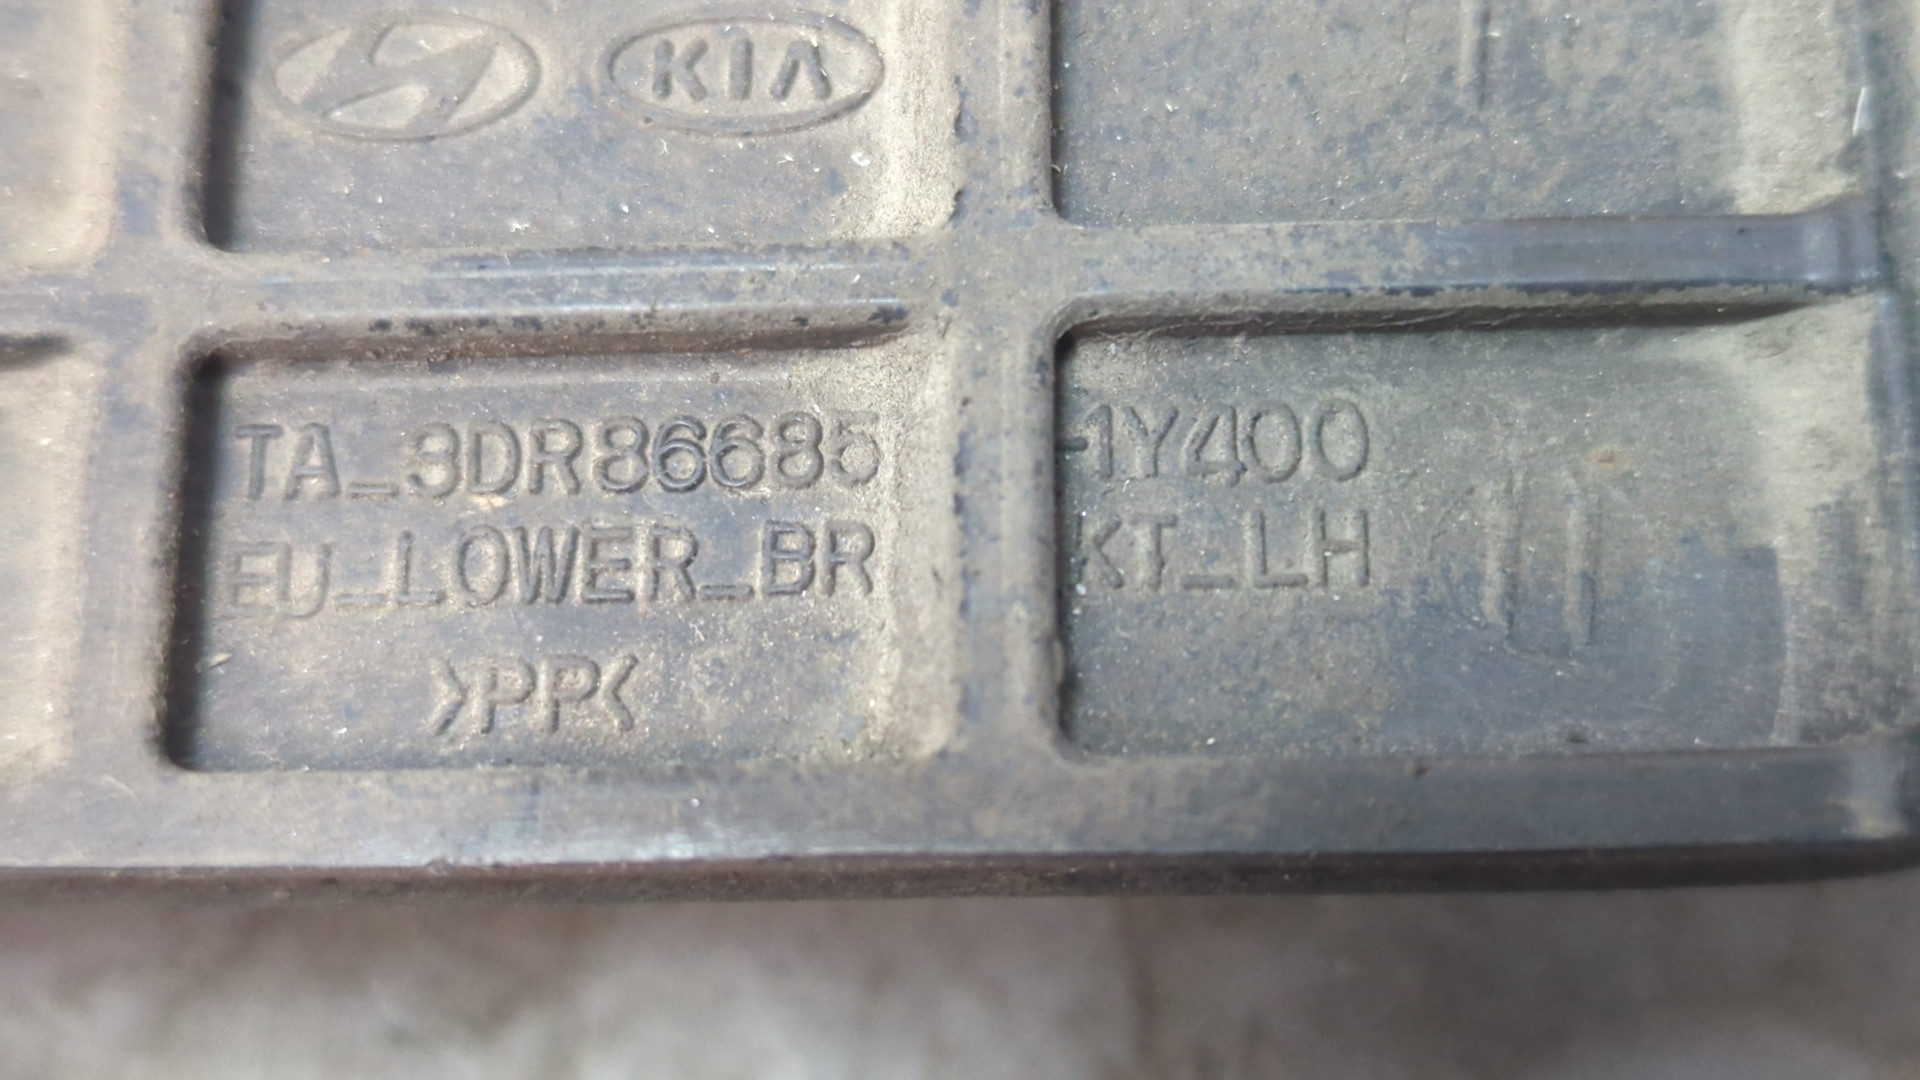 KIA
TA_3DR86685-1Y400
EU_LOWER_BRKT_LH
>PP<